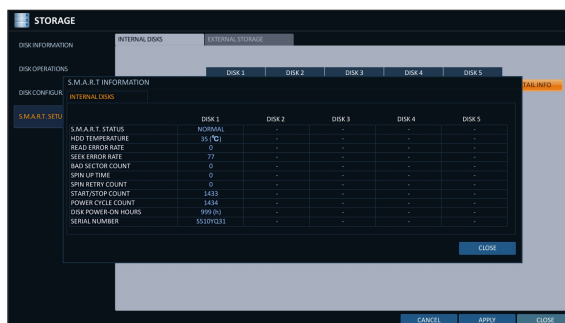 STORAGE
INTERNAL DISKS EXTERNAL STORAGE
DISK INFORMATION
DISK OPERATIONS
DISK 1 DISK 2 DISK 3 DISK 4 DISK 5
S.M.A.R.T INFORMATION
TAIL INFO
DISK CONFIGUR
INTERNAL DISKS
S.M.A.R.T. SETU
DISK 1 DISK 2 DISK 3 DISK 4 DISK 5
S.M.A.R.T. STATUS NORMAL - - - -
HDD TEMPERATURE 35 (℃) - - - -
READ ERROR RATE 0 - - - -
SEEK ERROR RATE 77 - - - -
BAD SECTOR COUNT 0 - - - -
SPIN UP TIME 0 - - - -
SPIN RETRY COUNT 0 - - - -
START/STOP COUNT 1433 - - - -
POWER CYCLE COUNT 1434 - - - -
DISK POWER-ON HOURS 999 (h) - - - -
SERIAL NUMBER 5510YQ31 - - - -
CLOSE
CANCEL APPLY CLOSE